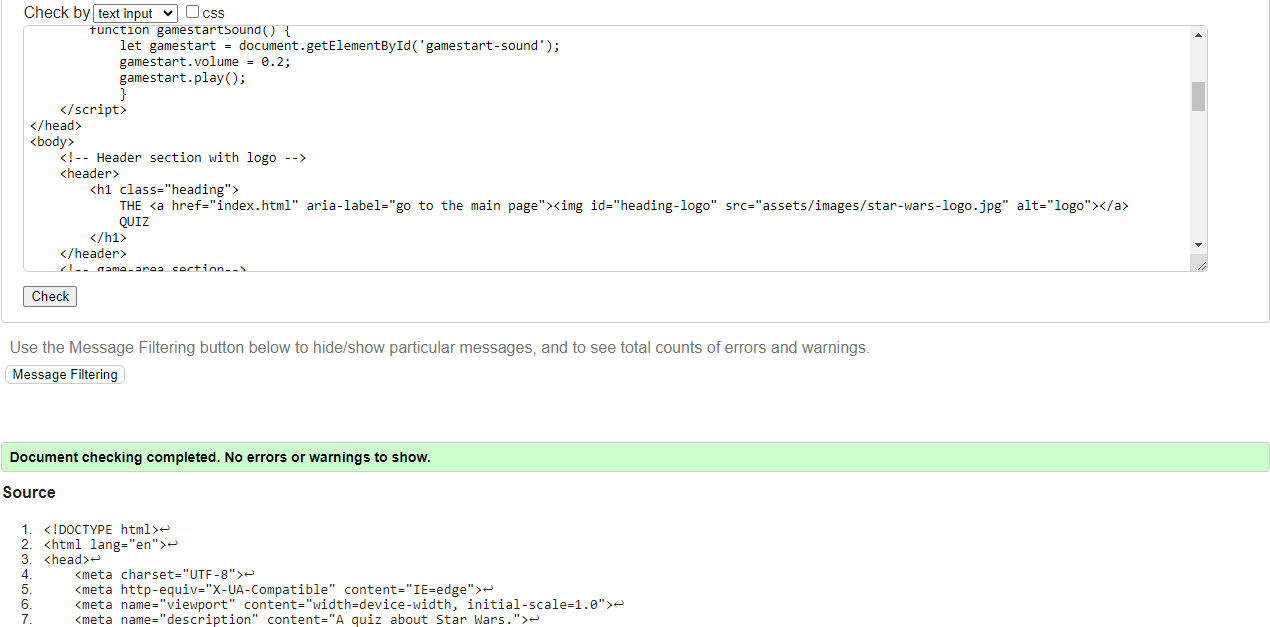 Check by text input css
function gamestartSound() {
let gamestart = document.getElementById('gamestart-sound');
gamestart.volume = 0.2;
gamestart.play();
}
</script>
</head>
<body>
<!-- Header section with logo -->
<header>
<h1 class="heading">
THE <a href="index.html" aria-label="go to the main page"><img id="heading-logo" src="assets/images/star-wars-logo.jpg" alt="logo"></a>
QUIZ
</h1>
</header>
<!-- game-area section-->
Check
Use the Message Filtering button below to hide/show particular messages, and to see total counts of errors and warnings.
Message Filtering
Document checking completed. No errors or warnings to show.
Source
1. <!DOCTYPE html>↩
2. <html lang="en">↩
3. <head>↩
4. <meta charset="UTF-8">↩
5. <meta http-equiv="X-UA-Compatible" content="IE=edge">↩
6. <meta name="viewport" content="width=device-width, initial-scale=1.0">↩
7. <meta name="description" content="A quiz about Star Wars.">↩